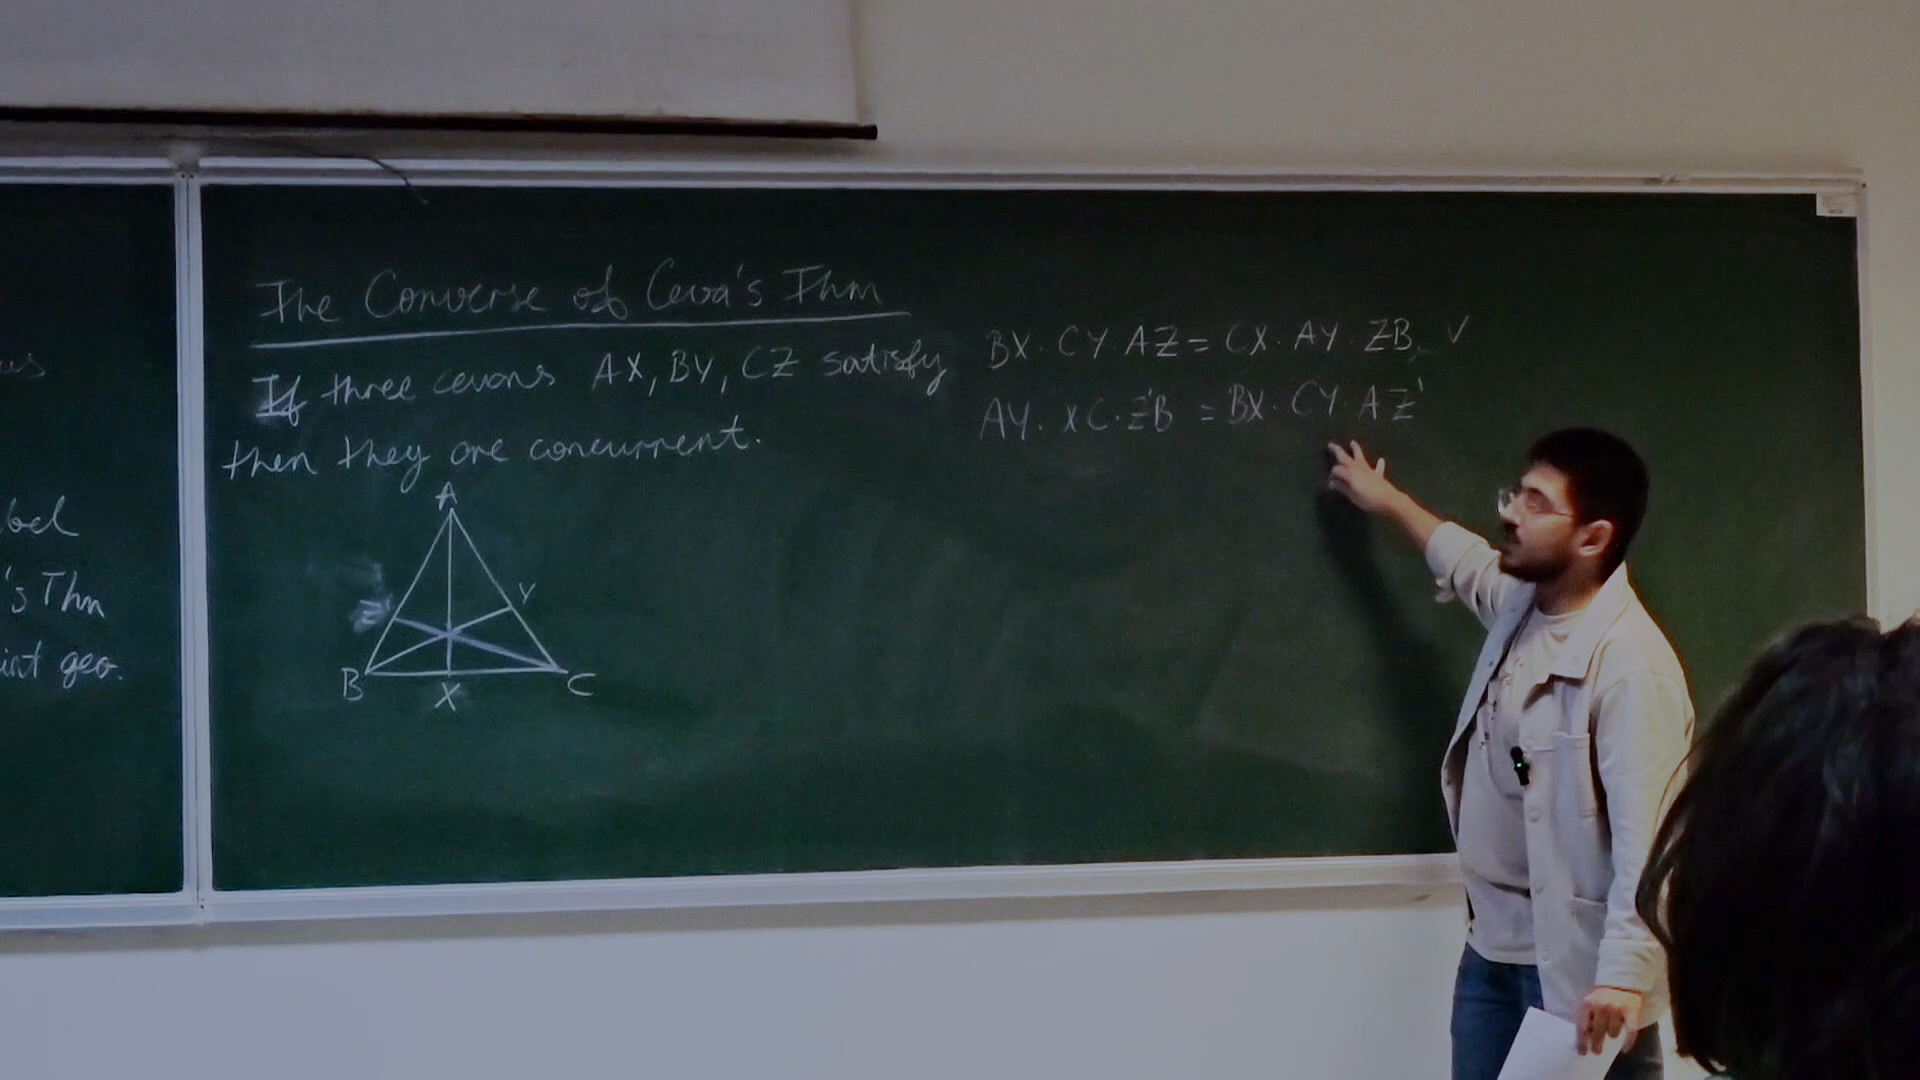 us
bel
's Thm
int geo.
The Converse of Ceva's Thm
If three cevans AX, BY, CZ satisfy
then they are concurrent.
BX · CY · AZ = CX · AY · ZB, ✓
AY · XC · Z'B = BX · CY · AZ'
A
Z'
Y
B
X
C